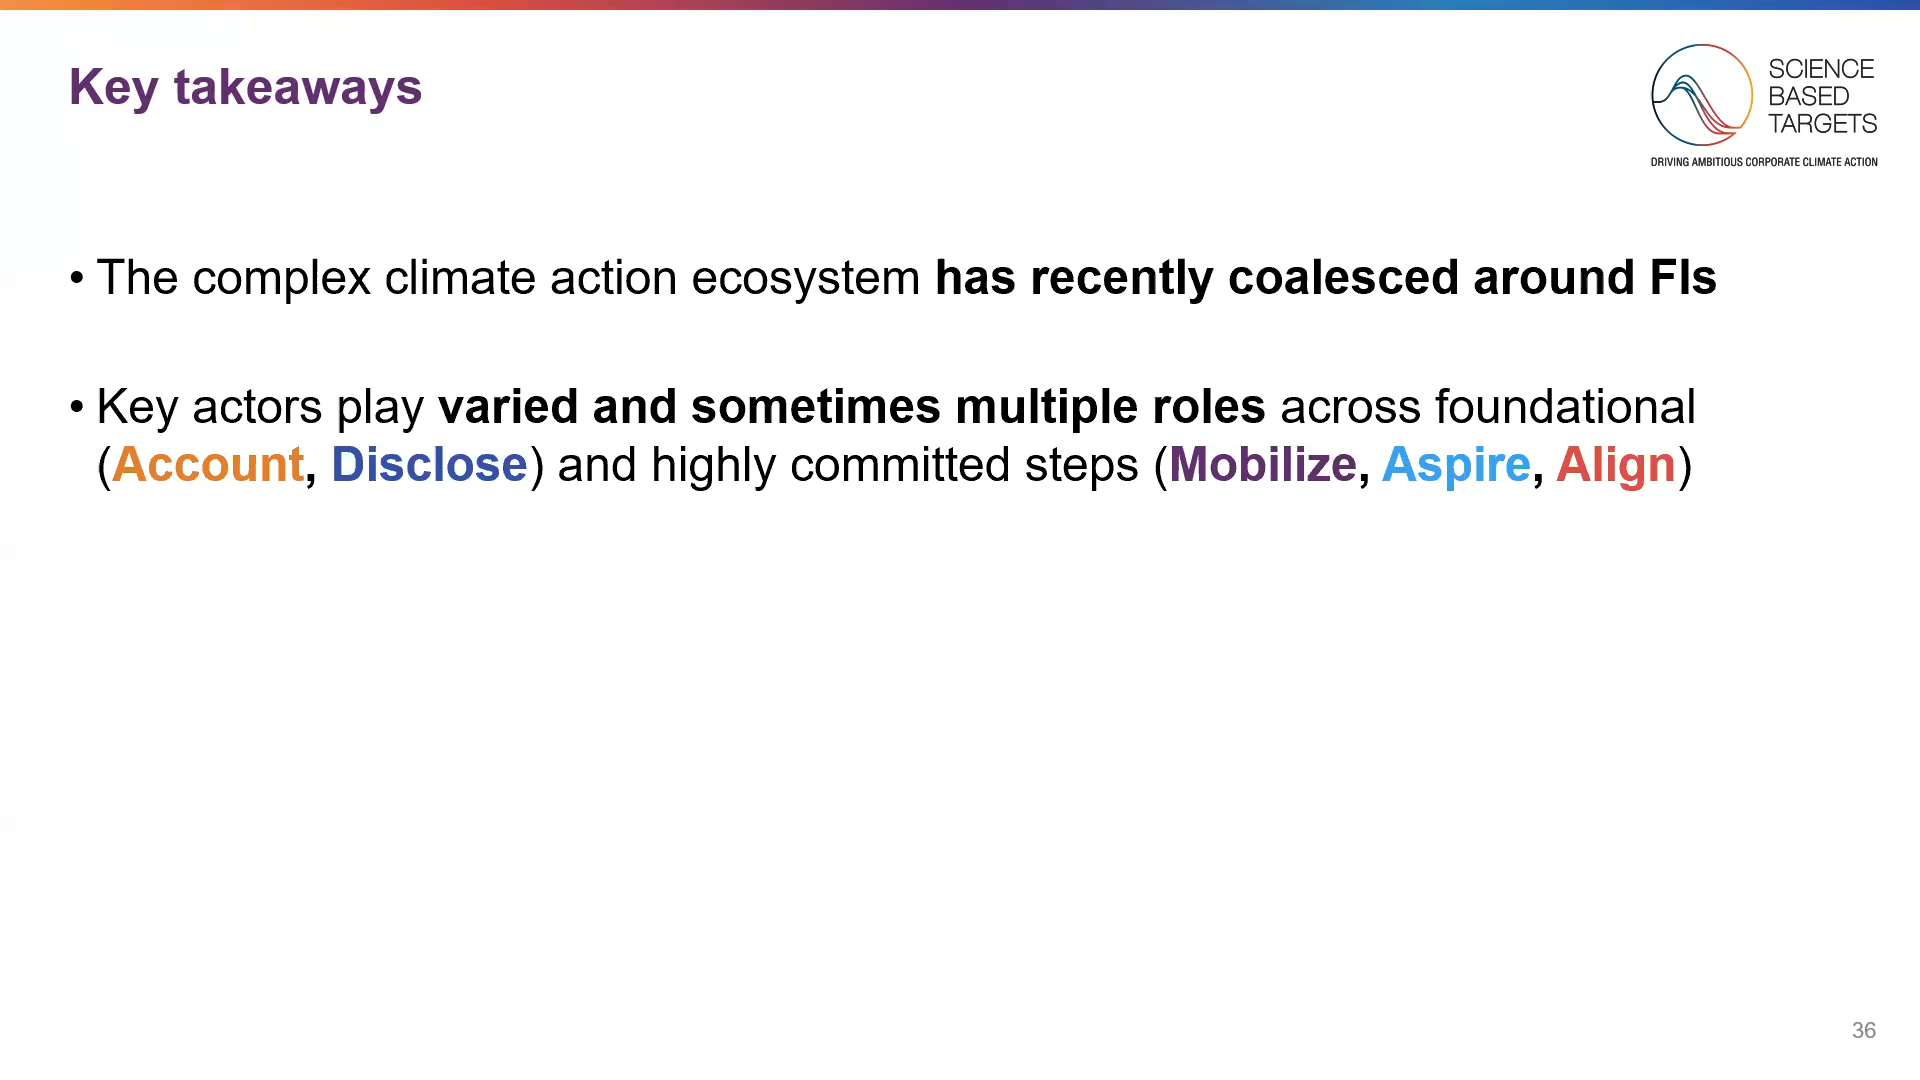 Key takeaways
SCIENCE
BASED
TARGETS
DRIVING AMBITIOUS CORPORATE CLIMATE ACTION
• The complex climate action ecosystem has recently coalesced around FIs
• Key actors play varied and sometimes multiple roles across foundational
(Account, Disclose) and highly committed steps (Mobilize, Aspire, Align)
36